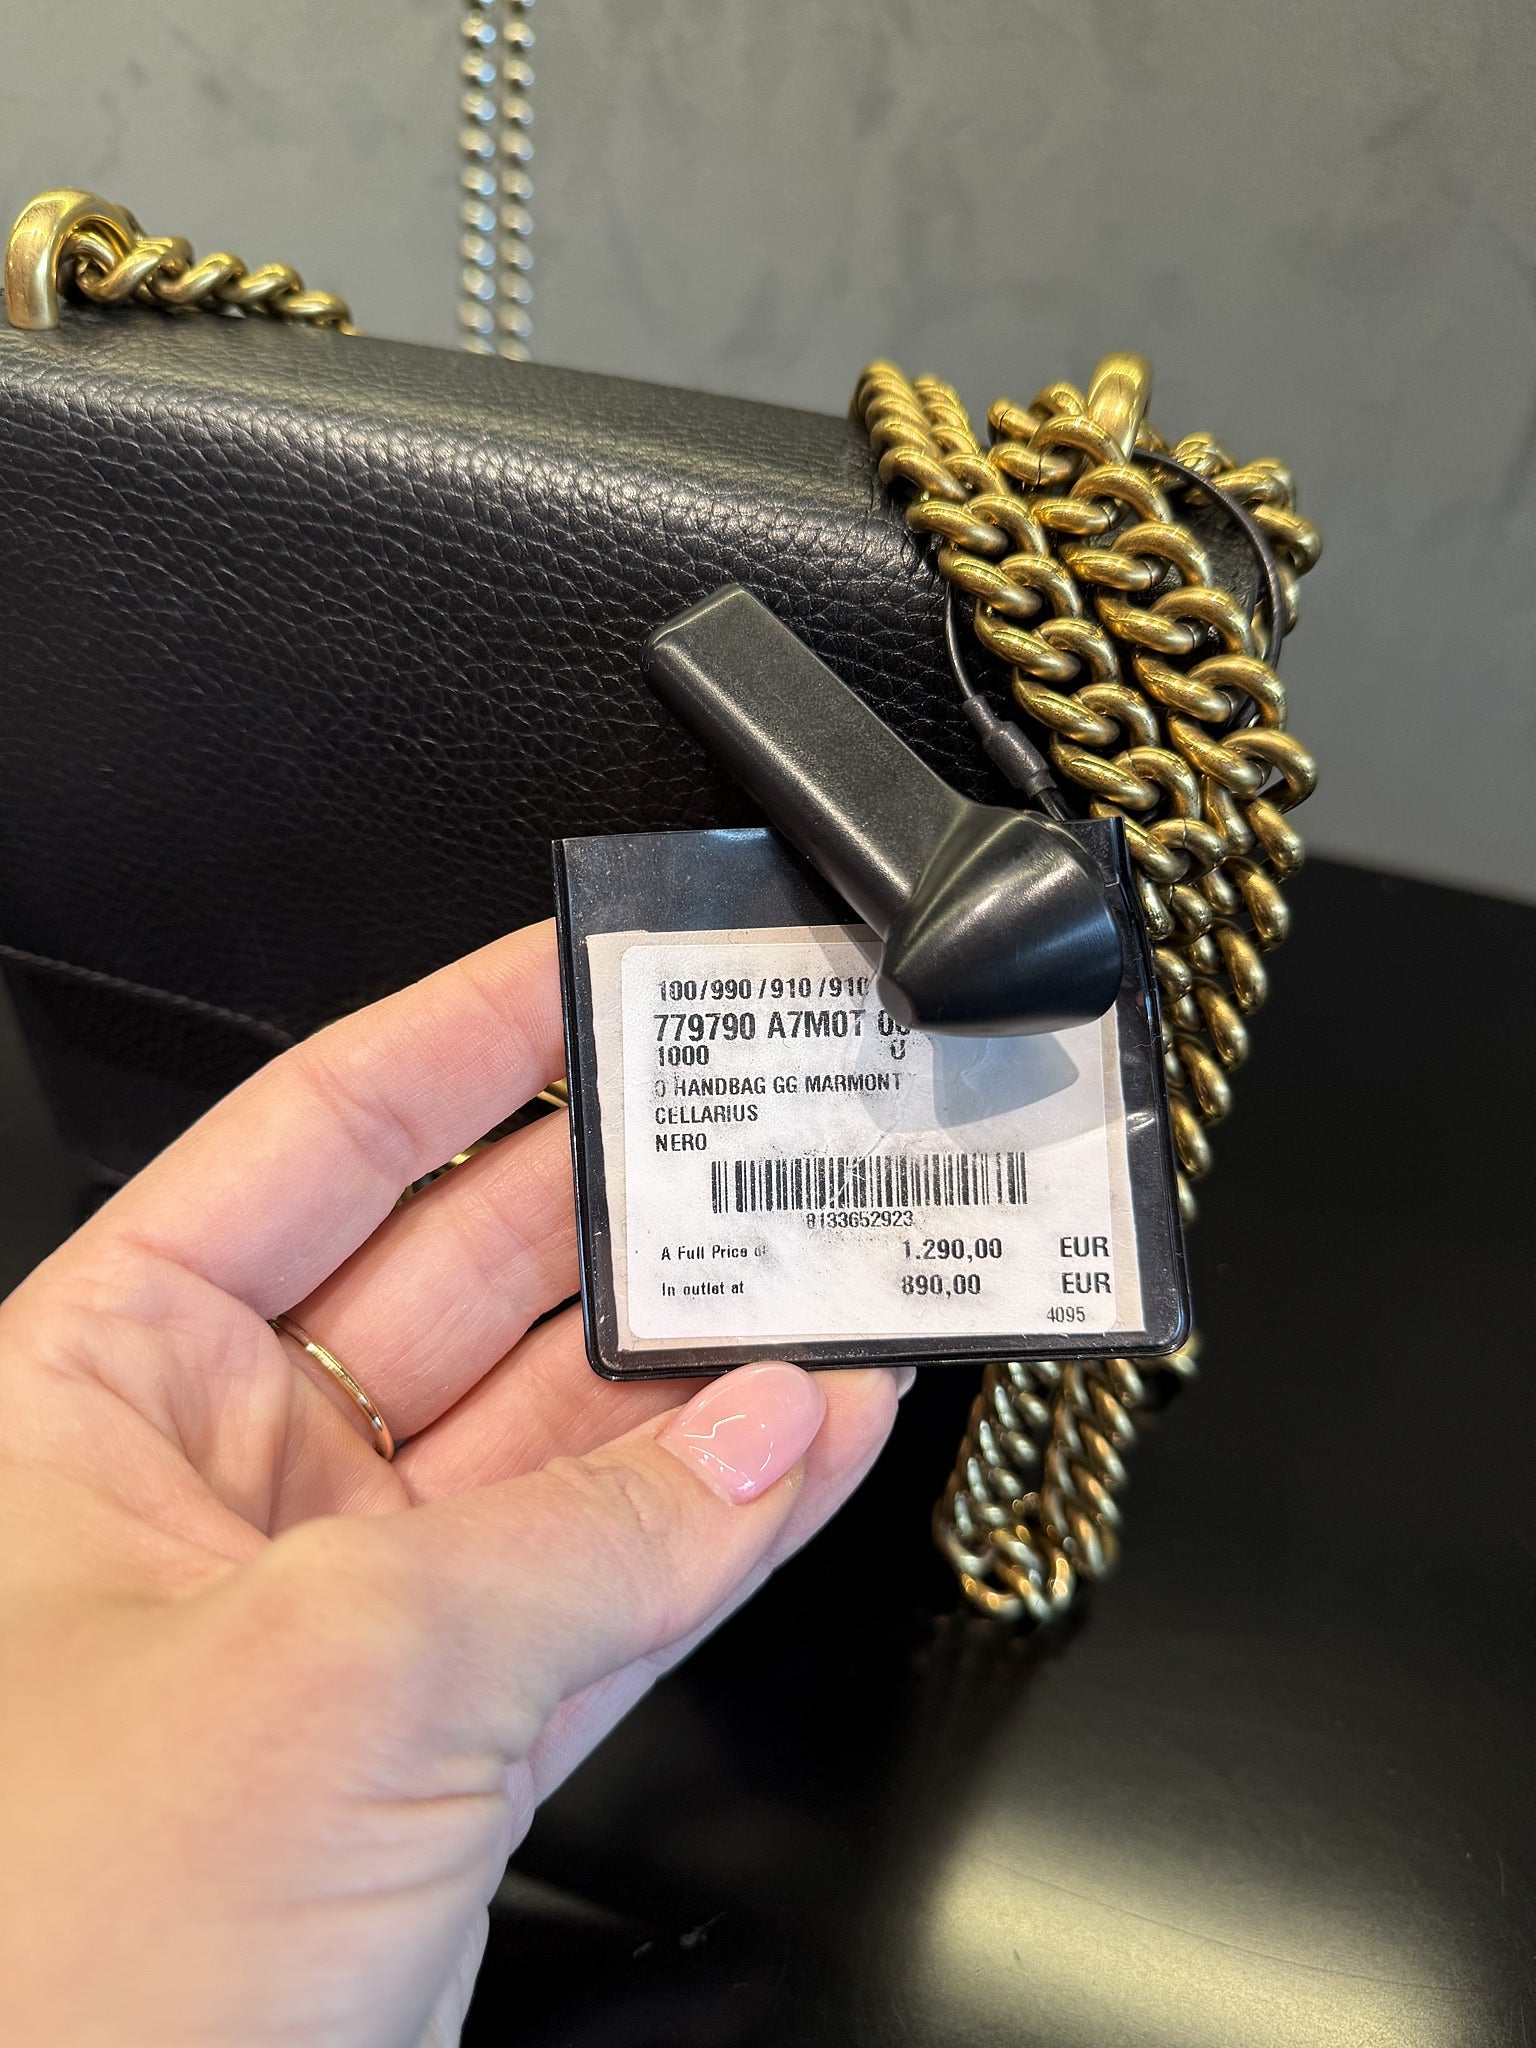 100/990/910/910
779790 A7M0T
1000 U
O HANDBAG GG MARMONT
CELLARIUS
NERO
8133652923
A Full Price 1.290,00 EUR
In outlet at 890,00 EUR
4095